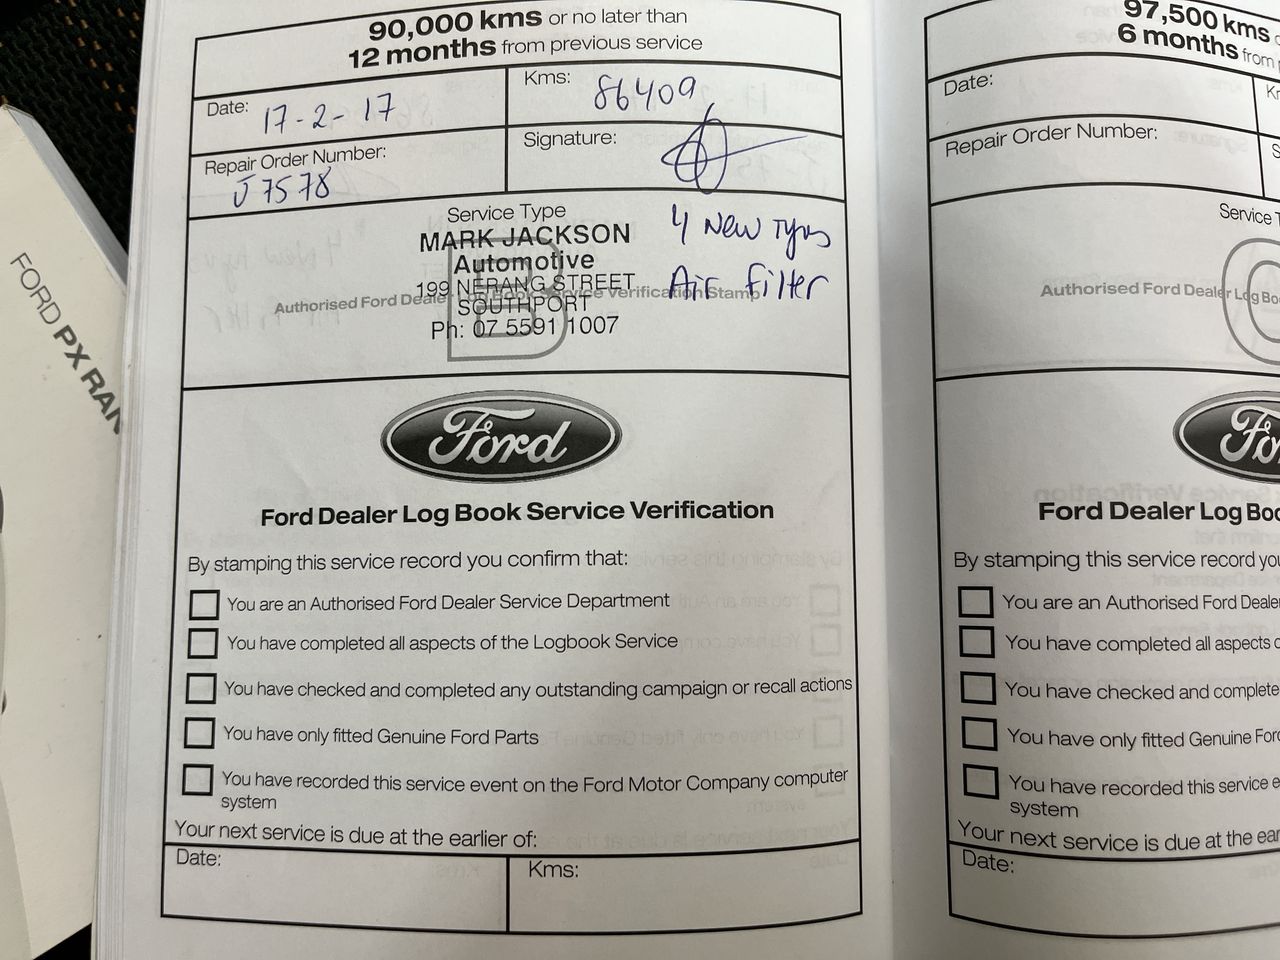 90,000 kms or no later than
12 months from previous service
Date: 17-2-17
Kms: 86409
Repair Order Number:
J7578
Signature:
Service Type
B
MARK JACKSON
Automotive
199 NERANG STREET
SOUTHPORT
Ph: 07 5591 1007
4 New Tyres
Air filter
Authorised Ford Dealer Log Book Service Verification Stamp
Ford
Ford Dealer Log Book Service Verification
By stamping this service record you confirm that:
You are an Authorised Ford Dealer Service Department
You have completed all aspects of the Logbook Service
You have checked and completed any outstanding campaign or recall actions
You have only fitted Genuine Ford Parts
You have recorded this service event on the Ford Motor Company computer
system
Your next service is due at the earlier of:
Date:
Kms:
97,500 kms
6 months from
Date:
Repair Order Number:
Service
Authorised Ford Dealer Log
Ford Dealer Log
By stamping this service record
You are an Authorised Ford
You have completed all aspects
You have checked and
You have only fitted Genuine
You have recorded this service
system
Your next service is due at the
Date:
FORD PX